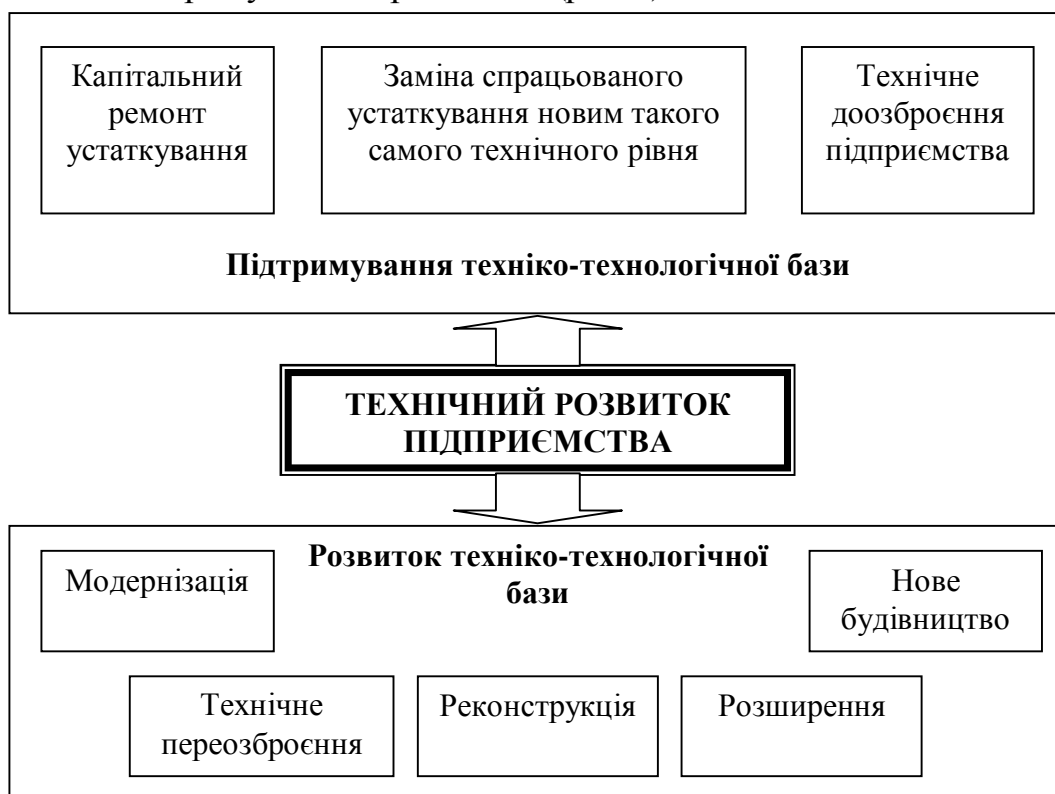 Капітальний
ремонт
устаткування
Заміна спрацьованого
устаткування новим такого
самого технічного рівня
Технічне
доозброєння
підприємства
Підтримування техніко-технологічної бази
ТЕХНІЧНИЙ РОЗВИТОК
ПІДПРИЄМСТВА
Розвиток техніко-технологічної
бази
Модернізація
Нове
будівництво
Технічне
переозброєння
Реконструкція
Розширення